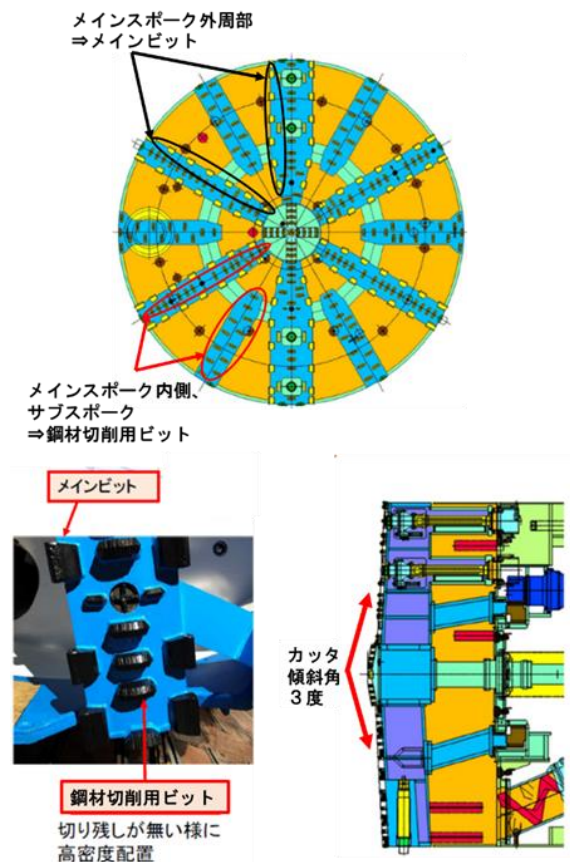 メインスポーク外周部
⇒メインビット
メインスポーク内側、
サブスポーク
⇒鋼材切削用ビット
メインビット
鋼材切削用ビット
切り残しが無い様に
高密度配置
カッタ
傾斜角
3度